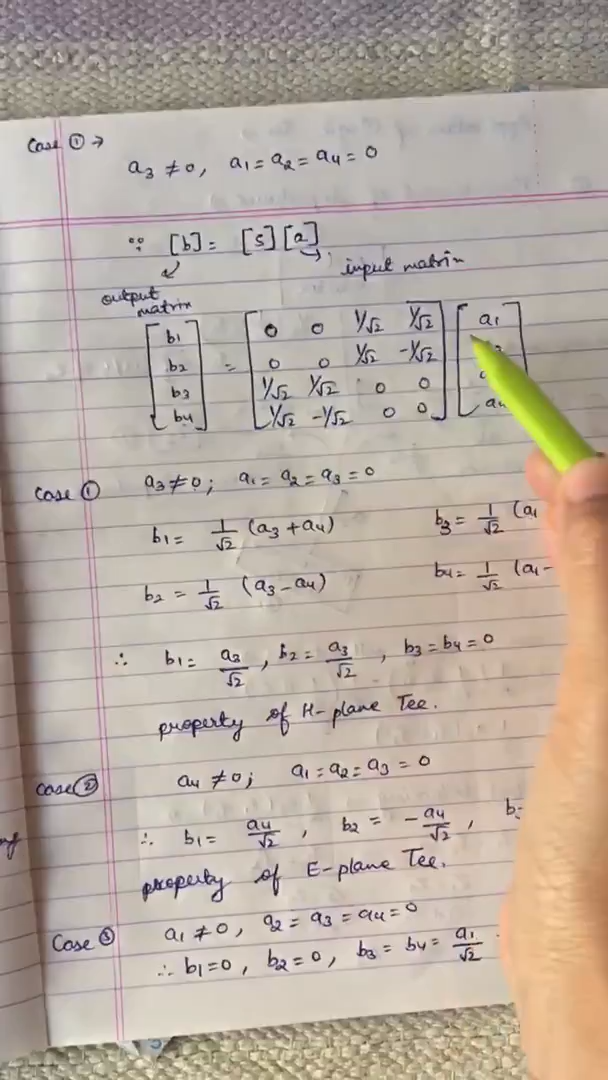 Case ① →
a3 ≠ 0, a1 = a2 = a4 = 0
∵ [b] = [s][a]
input matrix
output matrix
[b1 b2 b3 b4] = [0 0 1/√2 1/√2
0 0 1/√2 -1/√2
1/√2 1/√2 0 0
1/√2 -1/√2 0 0] [a1
Case ① a3 ≠ 0; a1 = a2 = a3 = 0
b1 = 1/√2 (a3 + a4) b3 = 1/√2 (a1
b2 = 1/√2 (a3 - a4) b4 = 1/√2 (a1 -
∴ b1 = a3/√2, b2 = a3/√2, b3 = b4 = 0
property of H-plane Tee.
Case ② a4 ≠ 0; a1 = a2 = a3 = 0
∴ b1 = a4/√2, b2 = -a4/√2,
property of E-plane Tee.
Case ③ a1 ≠ 0, a2 = a3 = a4 = 0
∴ b1 = 0, b2 = 0, b3 = b4 = a1/√2